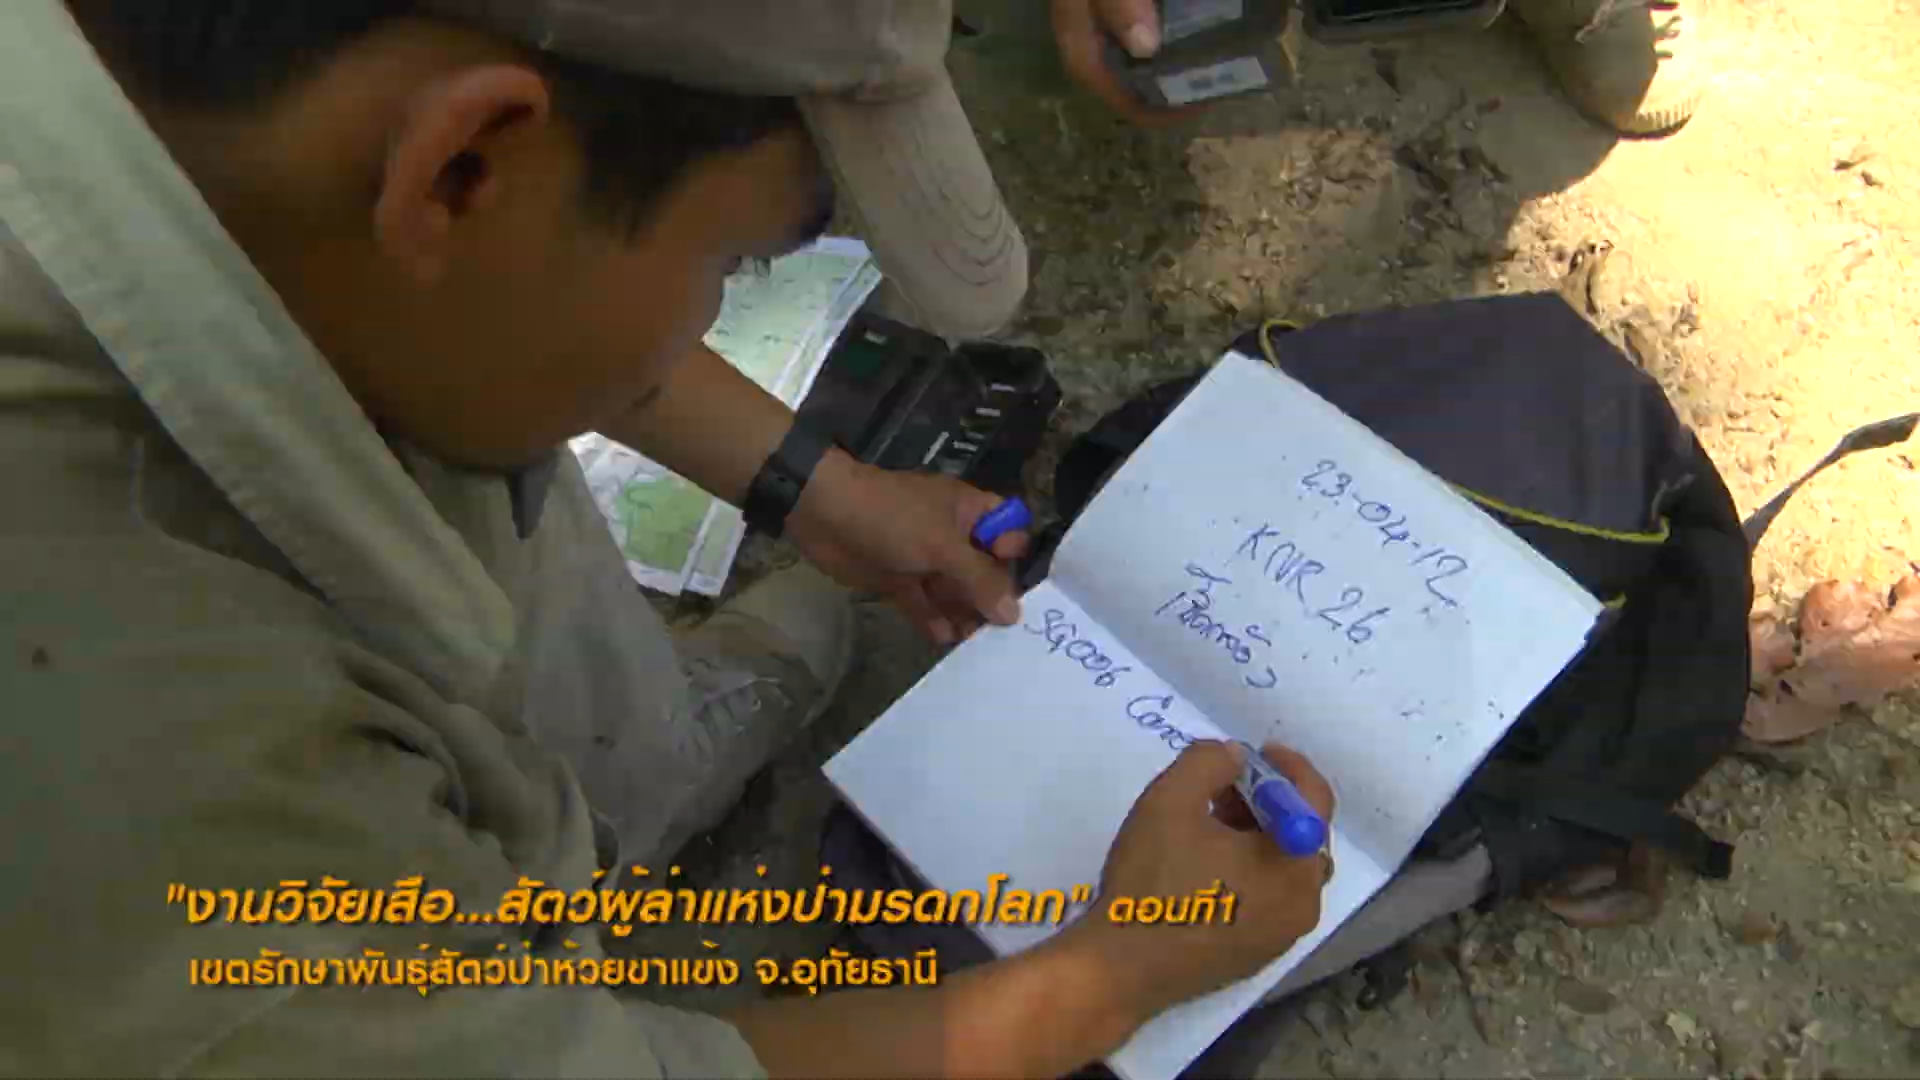 23-04-12
KNR 26
SG006
"งานวิจัยเสือ...สัตว์ผู้ล่าแห่งป่ามรดกโลก" ตอนที่1
เขตรักษาพันธุ์สัตว์ป่าห้วยขาแข้ง จ.อุทัยธานี